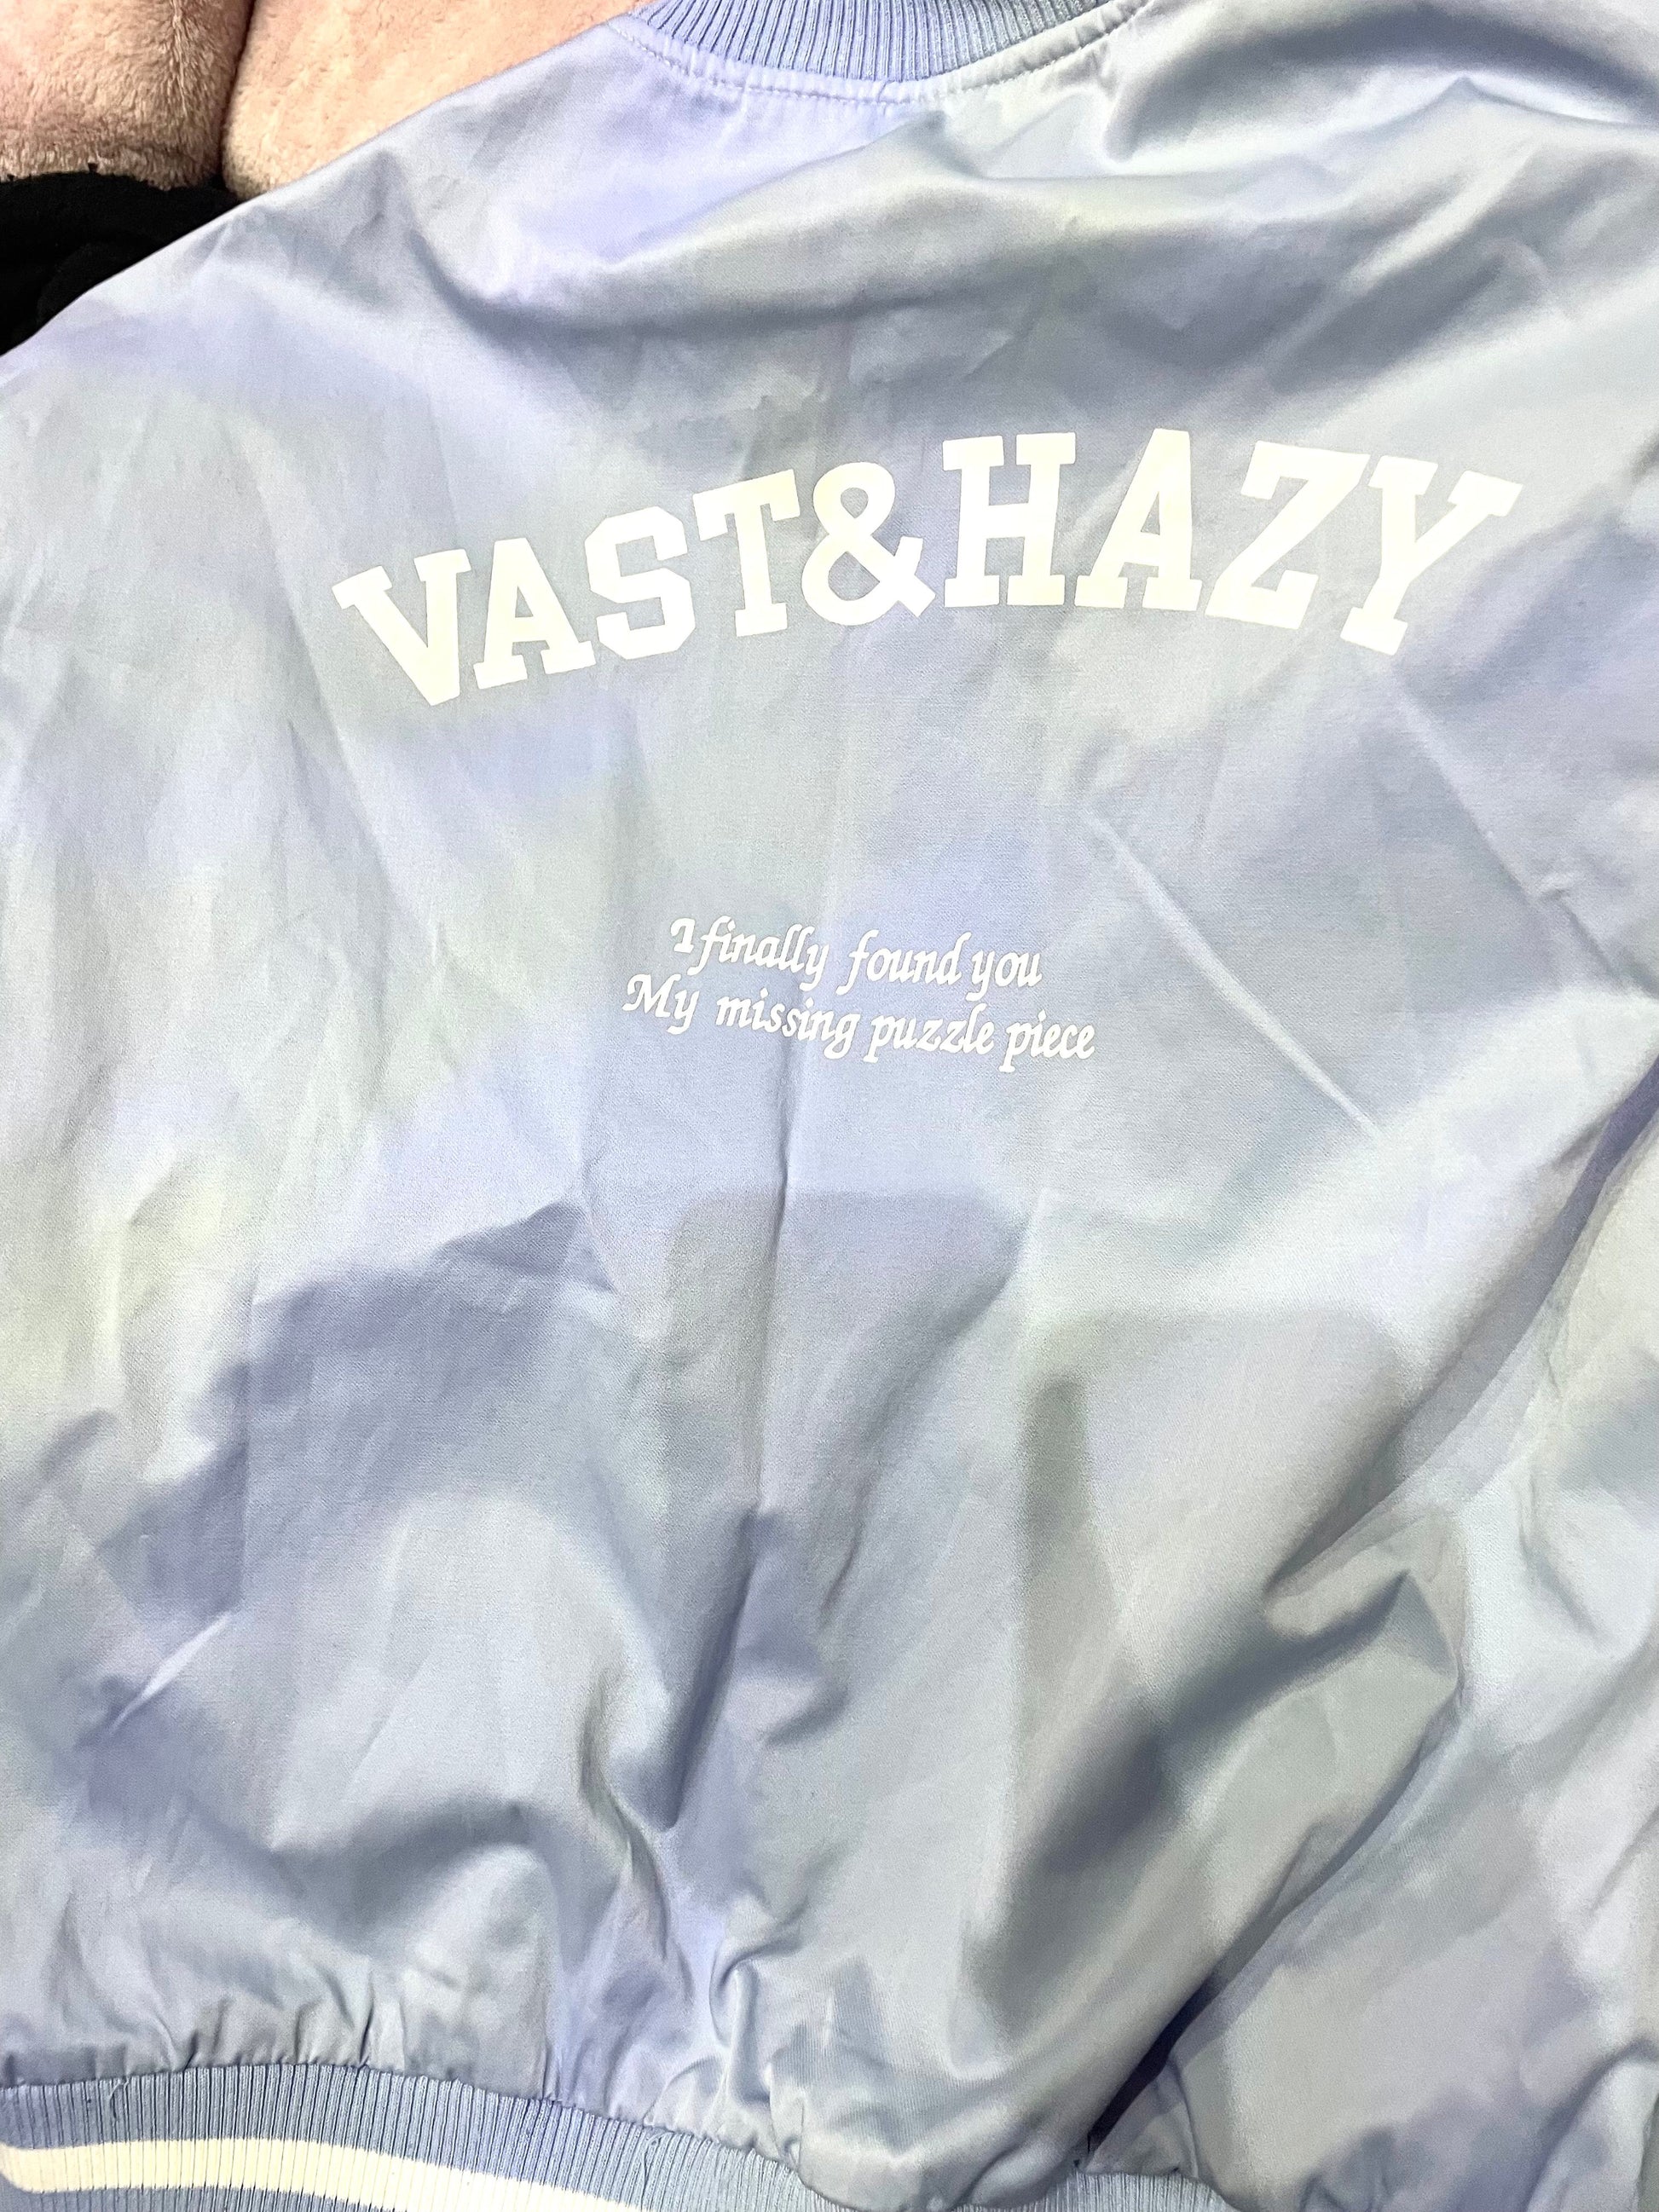 VAST&HAZY
I finally found you
My missing puzzle piece